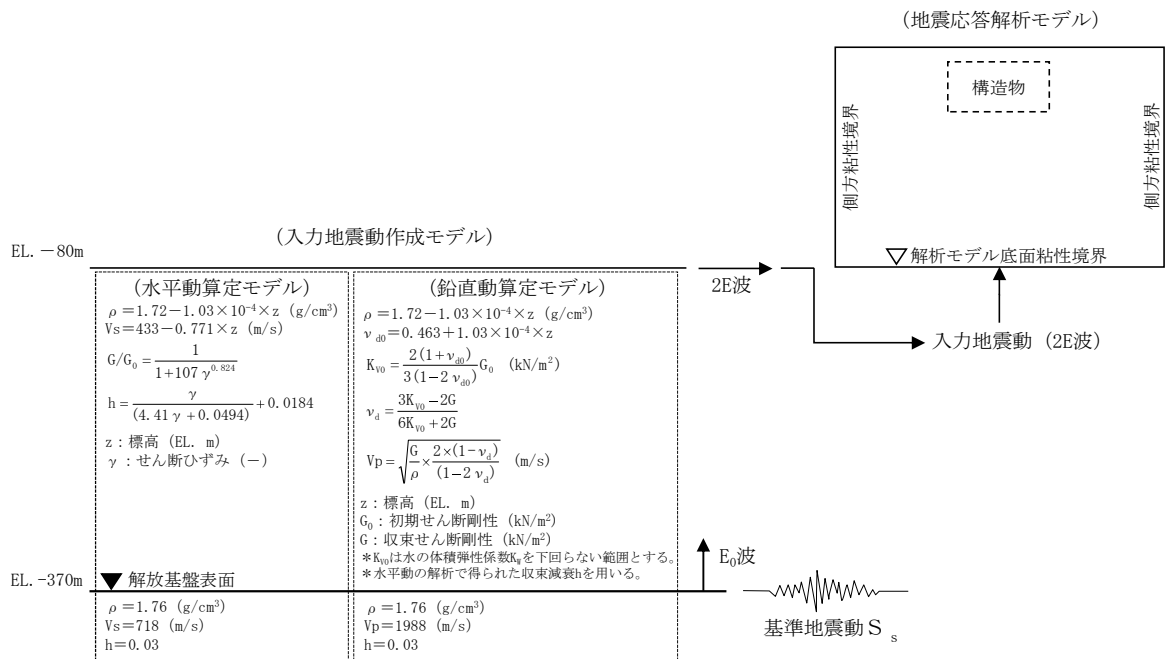 (地震応答解析モデル)
構造物
側方粘性境界
側方粘性境界
▽解析モデル底面粘性境界
(入力地震動作成モデル)
EL. −80m
2E波
入力地震動 (2E波)
(水平動算定モデル)
ρ=1.72−1.03×10⁻⁴×z (g/cm³)
Vs=433−0.771×z (m/s)
G/G₀=1/(1+107 γ^0.824)
h=γ/(4.41 γ+0.0494)+0.0184
z:標高 (EL. m)
γ:せん断ひずみ (−)
(鉛直動算定モデル)
ρ=1.72−1.03×10⁻⁴×z (g/cm³)
ν_d0=0.463+1.03×10⁻⁴×z
K_V0=2(1+ν_d0)/3(1−2ν_d0) G₀ (kN/m²)
ν_d=(3K_V0−2G)/(6K_V0+2G)
Vp=√(G/ρ×2×(1−ν_d)/(1−2ν_d)) (m/s)
z:標高 (EL. m)
G₀:初期せん断剛性 (kN/m²)
G:収束せん断剛性 (kN/m²)
*K_V0は水の体積弾性係数K_Wを下回らない範囲とする。
*水平動の解析で得られた収束減衰hを用いる。
E₀波
EL.-370m
▼解放基盤表面
ρ=1.76 (g/cm³)
Vs=718 (m/s)
h=0.03
ρ=1.76 (g/cm³)
Vp=1988 (m/s)
h=0.03
基準地震動Ss